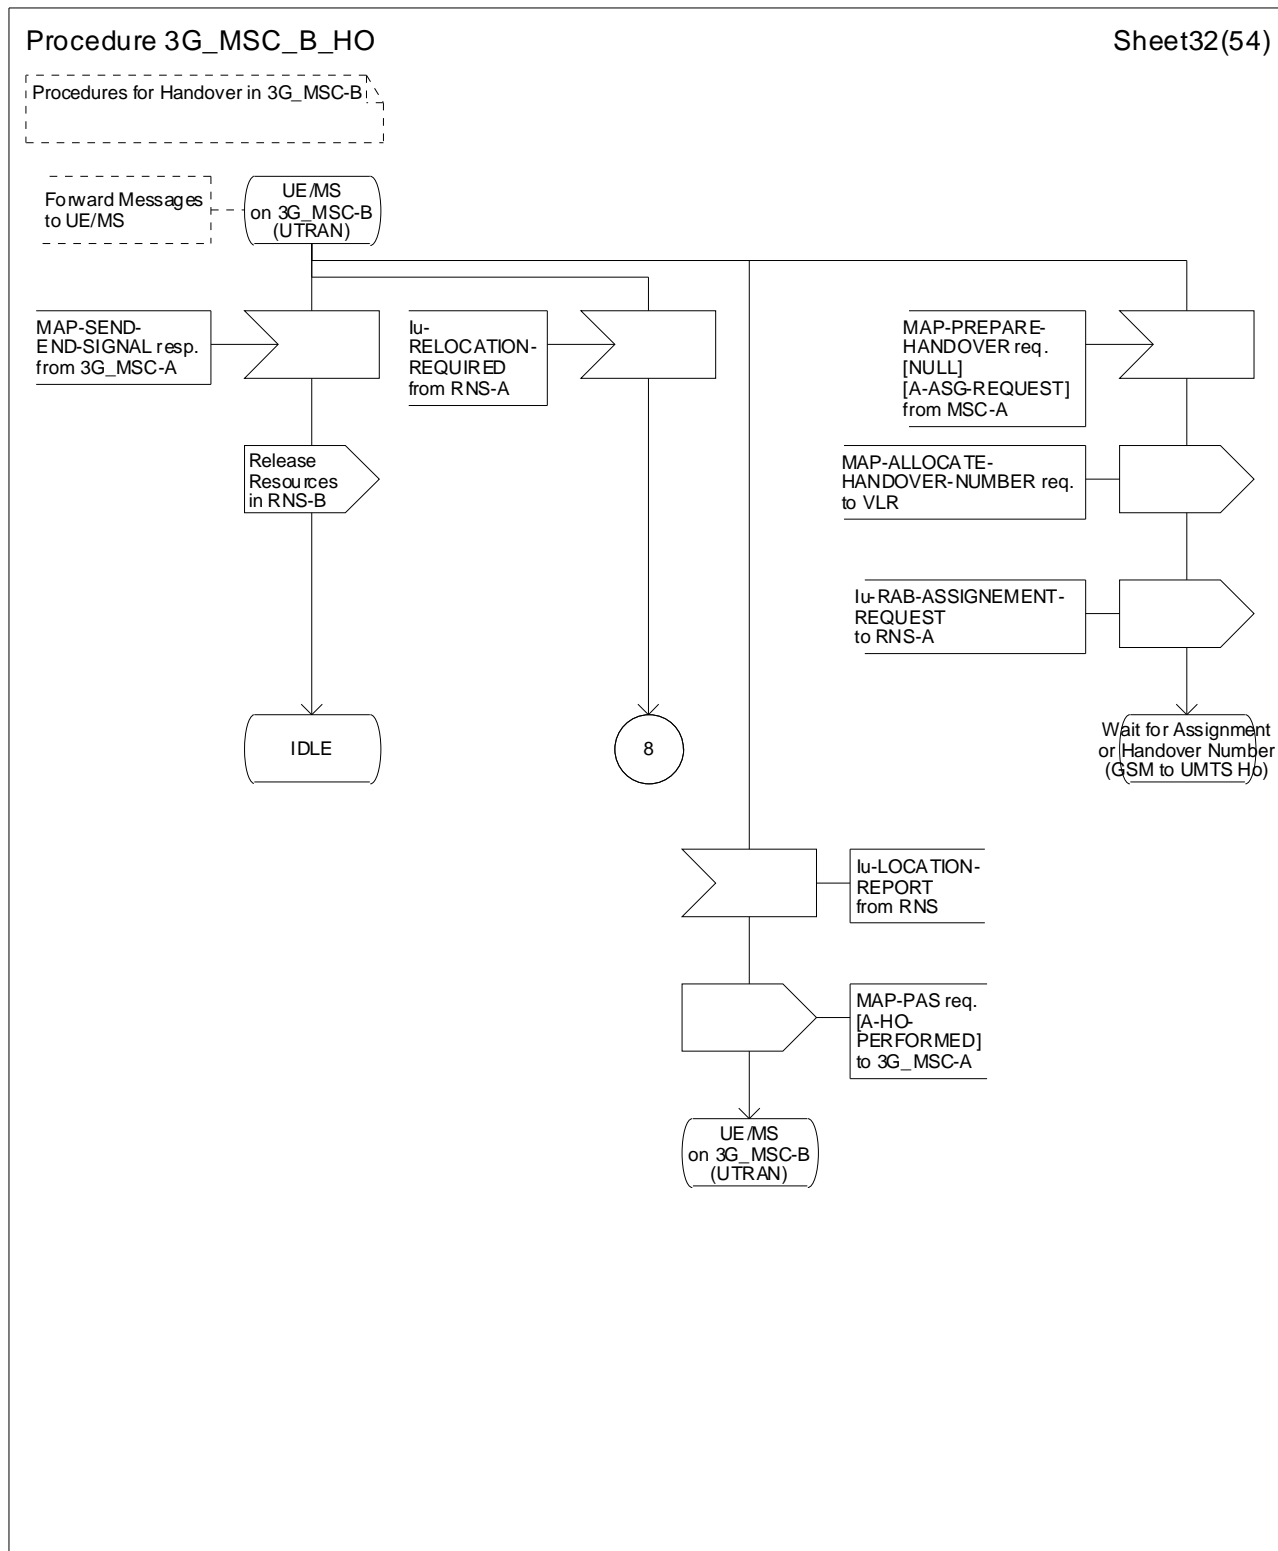 Procedure 3G_MSC_B_HO
Sheet32(54)
Procedures for Handover in 3G_MSC-B
Forward Messages
to UE/MS
UE/MS
on 3G_MSC-B
(UTRAN)
MAP-SEND-
END-SIGNAL resp.
from 3G_MSC-A
Iu-
RELOCATION-
REQUIRED
from RNS-A
MAP-PREPARE-
HANDOVER req.
[NULL]
[A-ASG-REQUEST]
from MSC-A
Release
Resources
in RNS-B
MAP-ALLOCATE-
HANDOVER-NUMBER req.
to VLR
Iu-RAB-ASSIGNEMENT-
REQUEST
to RNS-A
IDLE
8
Wait for Assignment
or Handover Number
(GSM to UMTS Ho)
Iu-LOCATION-
REPORT
from RNS
MAP-PAS req.
[A-HO-
PERFORMED]
to 3G_MSC-A
UE/MS
on 3G_MSC-B
(UTRAN)